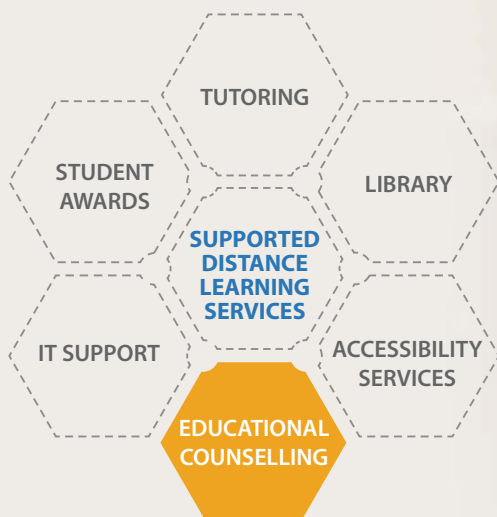 TUTORING
STUDENT
AWARDS
LIBRARY
SUPPORTED
DISTANCE
LEARNING
SERVICES
IT SUPPORT
ACCESSIBILITY
SERVICES
EDUCATIONAL
COUNSELLING